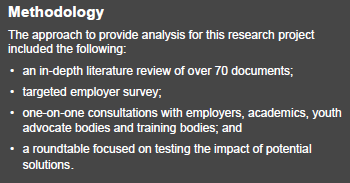 Methodology
The approach to provide analysis for this research project
included the following:
• an in-depth literature review of over 70 documents;
• targeted employer survey;
• one-on-one consultations with employers, academics, youth
advocate bodies and training bodies; and
• a roundtable focused on testing the impact of potential
solutions.